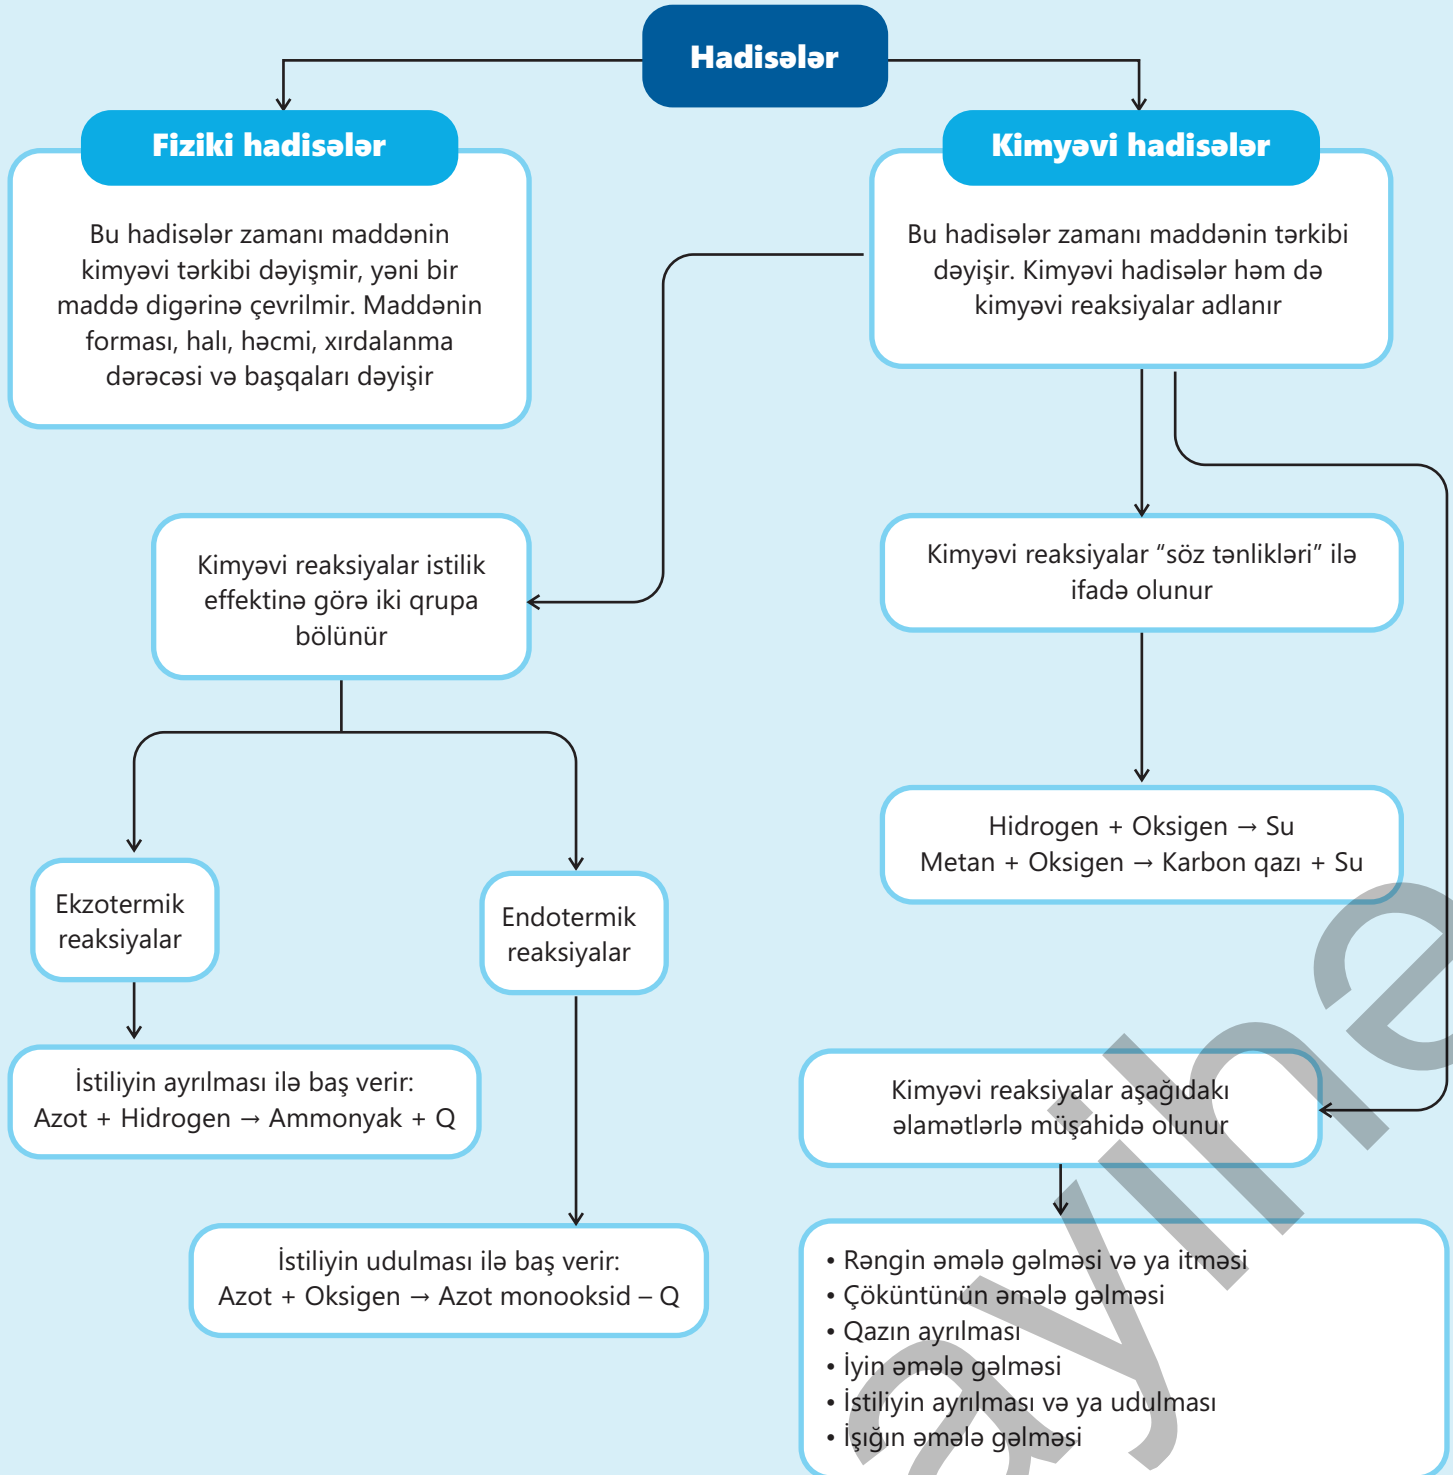 Hadisələr
Fiziki hadisələr
Bu hadisələr zamanı maddənin
kimyəvi tərkibi dəyişmir, yəni bir
maddə digərinə çevrilmir. Maddənin
forması, halı, həcmi, xırdalanma
dərəcəsi və başqaları dəyişir
Kimyəvi hadisələr
Bu hadisələr zamanı maddənin tərkibi
dəyişir. Kimyəvi hadisələr həm də
kimyəvi reaksiyalar adlanır
Kimyəvi reaksiyalar istilik
effektinə görə iki qrupa
bölünür
Kimyəvi reaksiyalar “söz tənlikləri” ilə
ifadə olunur
Hidrogen + Oksigen → Su
Metan + Oksigen → Karbon qazı + Su
Ekzotermik
reaksiyalar
Endotermik
reaksiyalar
İstiliyin ayrılması ilə baş verir:
Azot + Hidrogen → Ammonyak + Q
İstiliyin udulması ilə baş verir:
Azot + Oksigen → Azot monooksid – Q
Kimyəvi reaksiyalar aşağıdakı
əlamətlərlə müşahidə olunur
• Rəngin əmələ gəlməsi və ya itməsi
• Çöküntünün əmələ gəlməsi
• Qazın ayrılması
• İyin əmələ gəlməsi
• İstiliyin ayrılması və ya udulması
• İşığın əmələ gəlməsi
ayihe